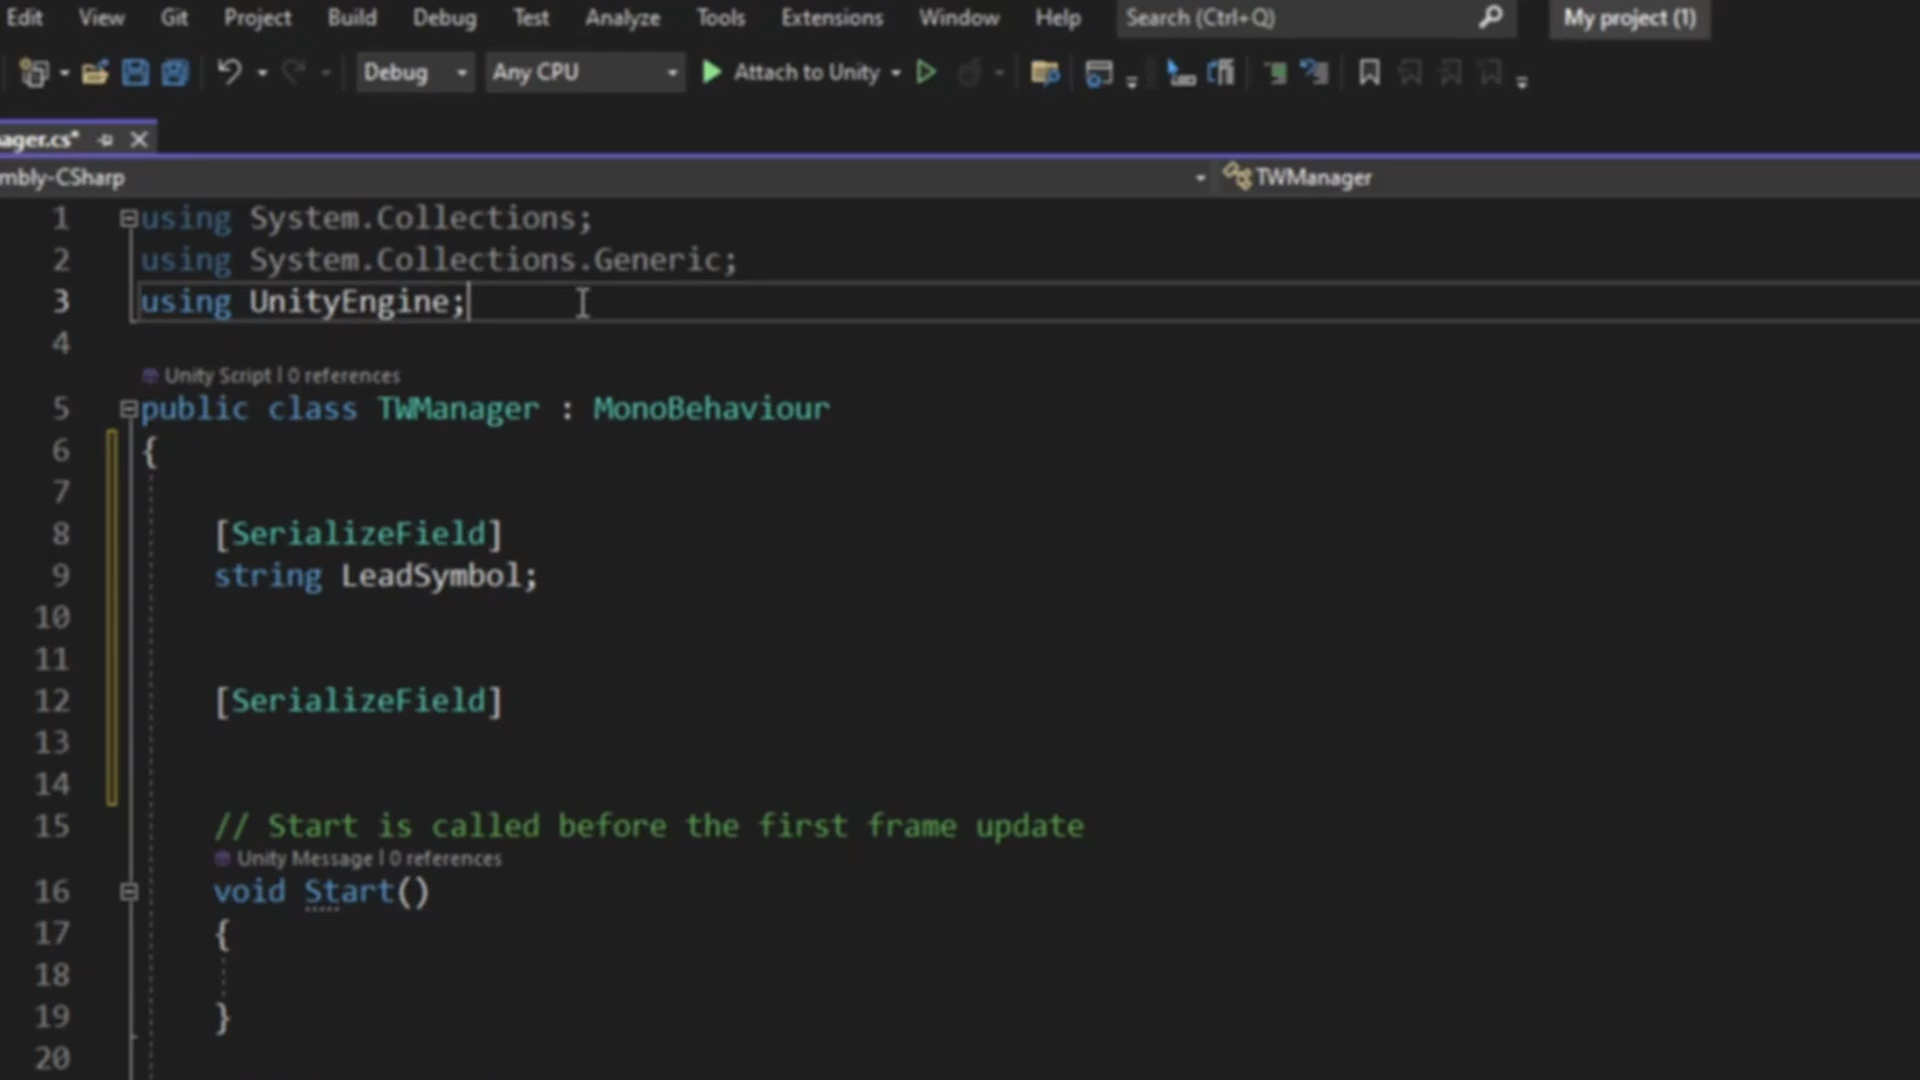 Edit View Git Project Build Debug Test Analyze Tools Extensions Window Help Search (Ctrl+Q) My project (1)
Debug Any CPU Attach to Unity
ager.cs*
mbly-CSharp TWManager
1 using System.Collections;
2 using System.Collections.Generic;
3 using UnityEngine;
4
Unity Script | 0 references
5 public class TWManager : MonoBehaviour
6 {
7
8 [SerializeField]
9 string LeadSymbol;
10
11
12 [SerializeField]
13
14
15 // Start is called before the first frame update
Unity Message | 0 references
16 void Start()
17 {
18
19 }
20